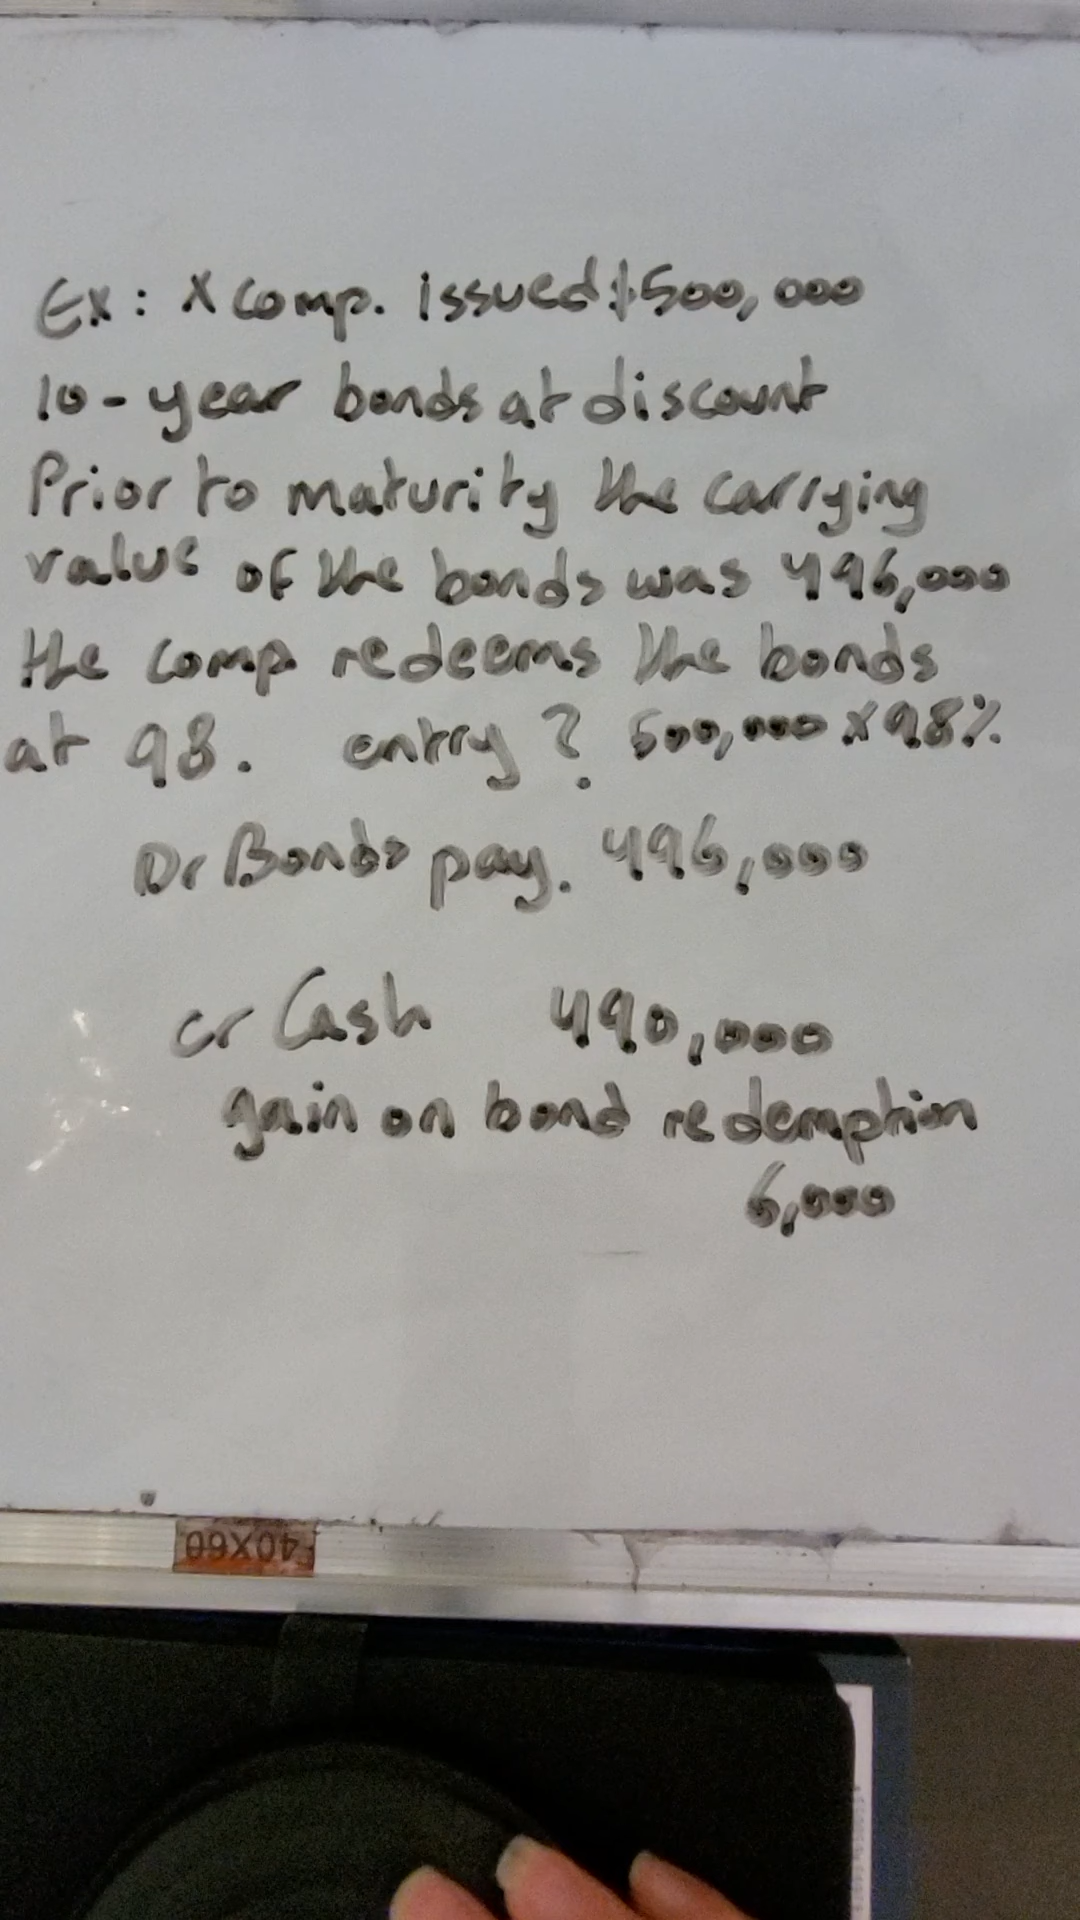 Ex: X comp. issued $500,000
10-year bonds at discount
Prior to maturity the carrying
value of the bonds was 496,000
the comp. redeems the bonds
at 98. entry? 500,000 X 98%
Dr Bonds pay. 496,000
cr Cash 490,000
gain on bond redemption
6,000
40X60